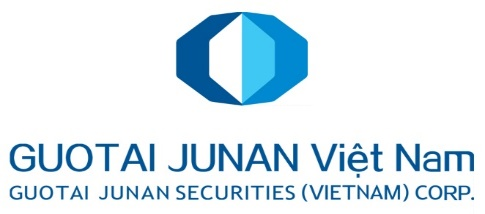 GUOTAI JUNAN Việt Nam
GUOTAI JUNAN SECURITIES (VIETNAM) CORP.